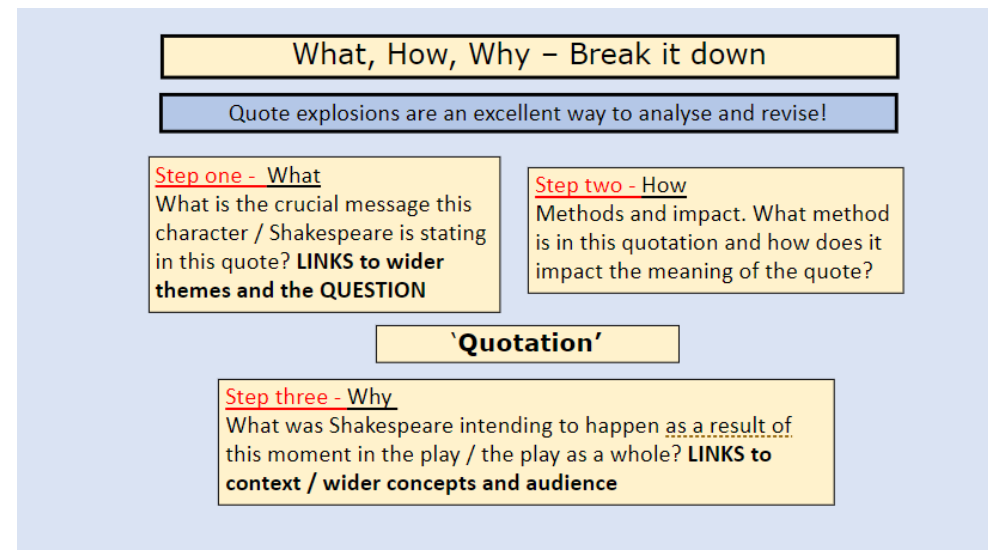 What, How, Why – Break it down
Quote explosions are an excellent way to analyse and revise!
Step one - What
What is the crucial message this
character / Shakespeare is stating
in this quote? LINKS to wider
themes and the QUESTION
Step two - How
Methods and impact. What method
is in this quotation and how does it
impact the meaning of the quote?
‘Quotation’
Step three - Why
What was Shakespeare intending to happen as a result of
this moment in the play / the play as a whole? LINKS to
context / wider concepts and audience